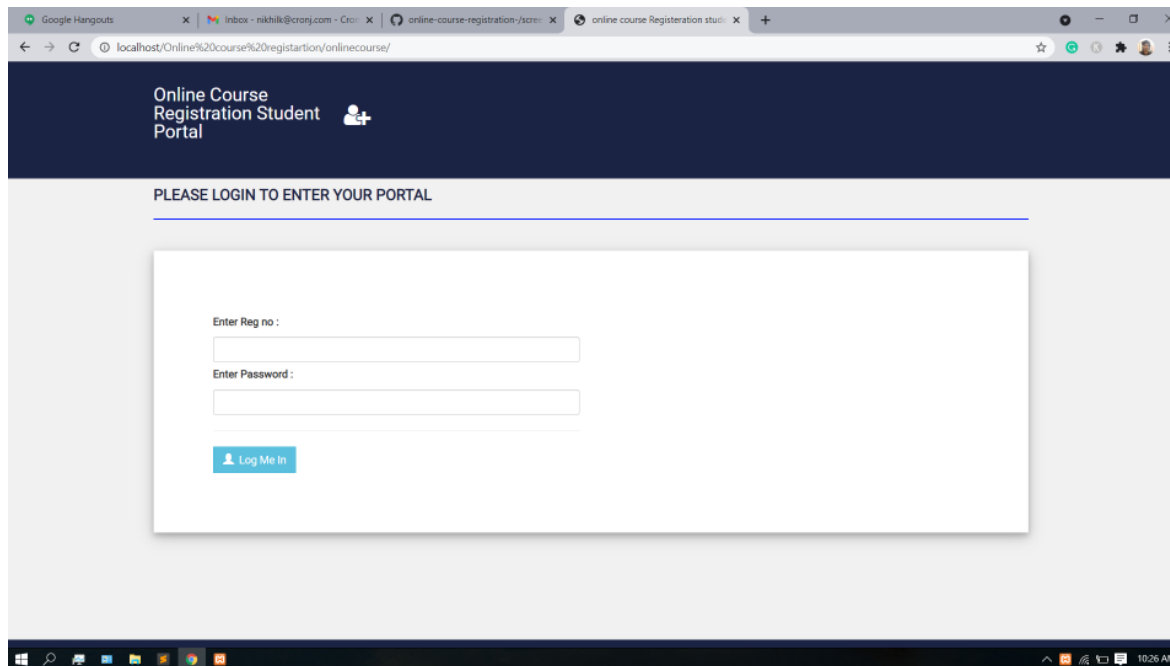 Google Hangouts
Inbox - nikhilk@cronj.com - Cron
online-course-registration-/scree
online course Registeration stude
localhost/Online%20course%20registartion/onlinecourse/
Online Course
Registration Student
Portal
PLEASE LOGIN TO ENTER YOUR PORTAL
Enter Reg no :
Enter Password :
Log Me In
10:26 AM